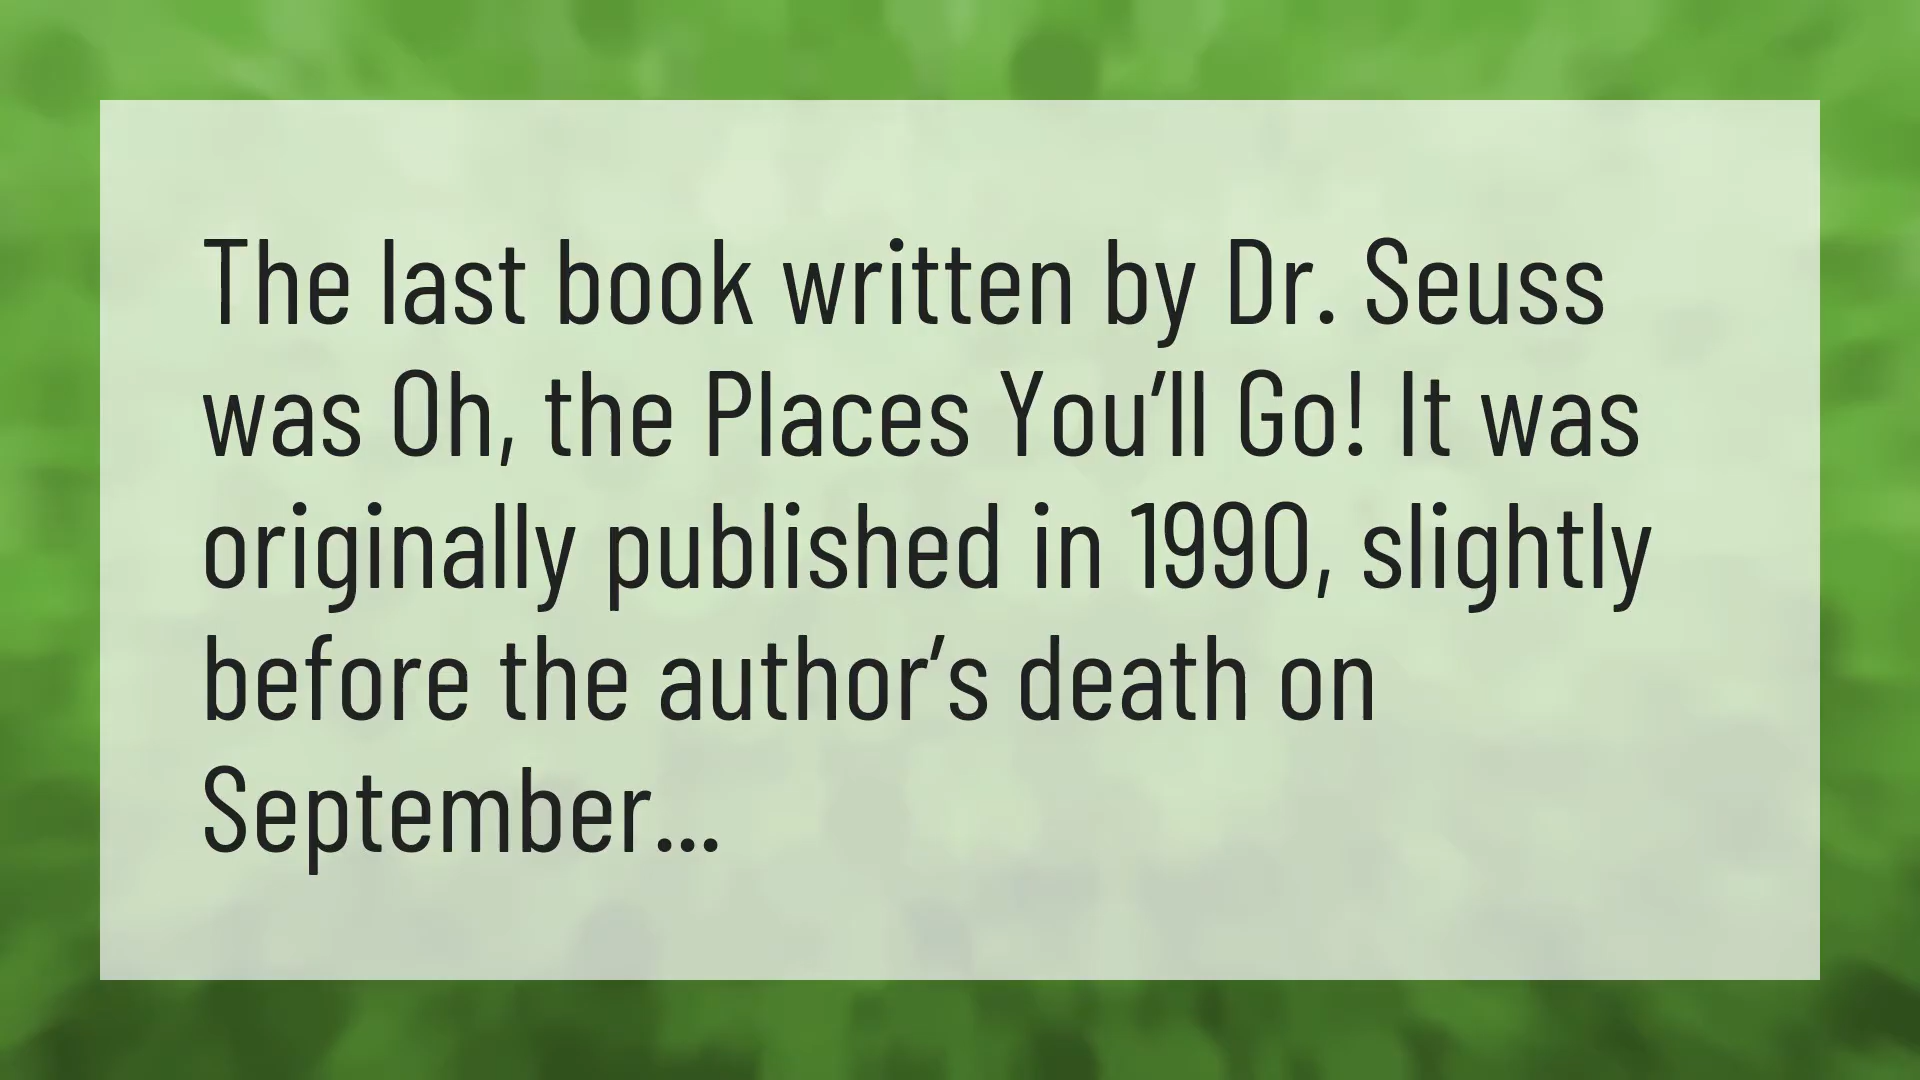 The last book written by Dr. Seuss
was Oh, the Places You’ll Go! It was
originally published in 1990, slightly
before the author’s death on
September...